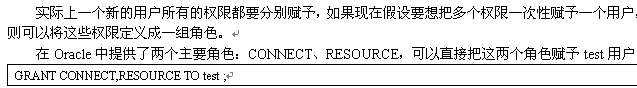 实际上一个新的用户所有的权限都要分别赋予，如果现在假设要想把多个权限一次性赋予一个用户，
则可以将这些权限定义成一组角色。
在 Oracle 中提供了两个主要角色：CONNECT、RESOURCE，可以直接把这两个角色赋予 test 用户
GRANT CONNECT,RESOURCE TO test ;